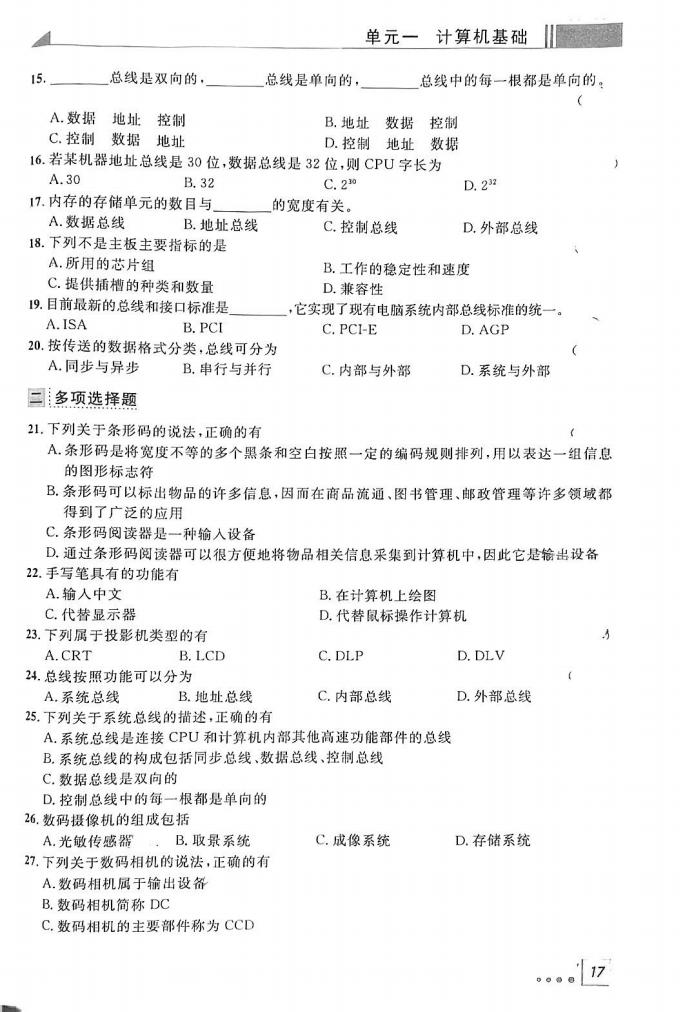 单元一 计算机基础
15.________总线是双向的,________总线是单向的,________总线中的每一根都是单向的。
(
A.数据 地址 控制 B.地址 数据 控制
C.控制 数据 地址 D.控制 地址 数据
16.若某机器地址总线是 30 位,数据总线是 32 位,则 CPU 字长为 )
A.30 B.32 C.2³⁰ D.2³²
17.内存的存储单元的数目与________的宽度有关。
A.数据总线 B.地址总线 C.控制总线 D.外部总线
18.下列不是主板主要指标的是
A.所用的芯片组 B.工作的稳定性和速度
C.提供插槽的种类和数量 D.兼容性
19.目前最新的总线和接口标准是________,它实现了现有电脑系统内部总线标准的统一。
A.ISA B.PCI C.PCI-E D.AGP
20.按传送的数据格式分类,总线可分为 (
A.同步与异步 B.串行与并行 C.内部与外部 D.系统与外部
二 多项选择题
21.下列关于条形码的说法,正确的有 (
A.条形码是将宽度不等的多个黑条和空白按照一定的编码规则排列,用以表达一组信息
的图形标志符
B.条形码可以标出物品的许多信息,因而在商品流通、图书管理、邮政管理等许多领域都
得到了广泛的应用
C.条形码阅读器是一种输入设备
D.通过条形码阅读器可以很方便地将物品相关信息采集到计算机中,因此它是输出设备
22.手写笔具有的功能有
A.输入中文 B.在计算机上绘图
C.代替显示器 D.代替鼠标操作计算机
23.下列属于投影机类型的有
A.CRT B.LCD C.DLP D.DLV
24.总线按照功能可以分为 (
A.系统总线 B.地址总线 C.内部总线 D.外部总线
25.下列关于系统总线的描述,正确的有
A.系统总线是连接 CPU 和计算机内部其他高速功能部件的总线
B.系统总线的构成包括同步总线、数据总线、控制总线
C.数据总线是双向的
D.控制总线中的每一根都是单向的
26.数码摄像机的组成包括
A.光敏传感器 B.取景系统 C.成像系统 D.存储系统
27.下列关于数码相机的说法,正确的有
A.数码相机属于输出设备
B.数码相机简称 DC
C.数码相机的主要部件称为 CCD
17